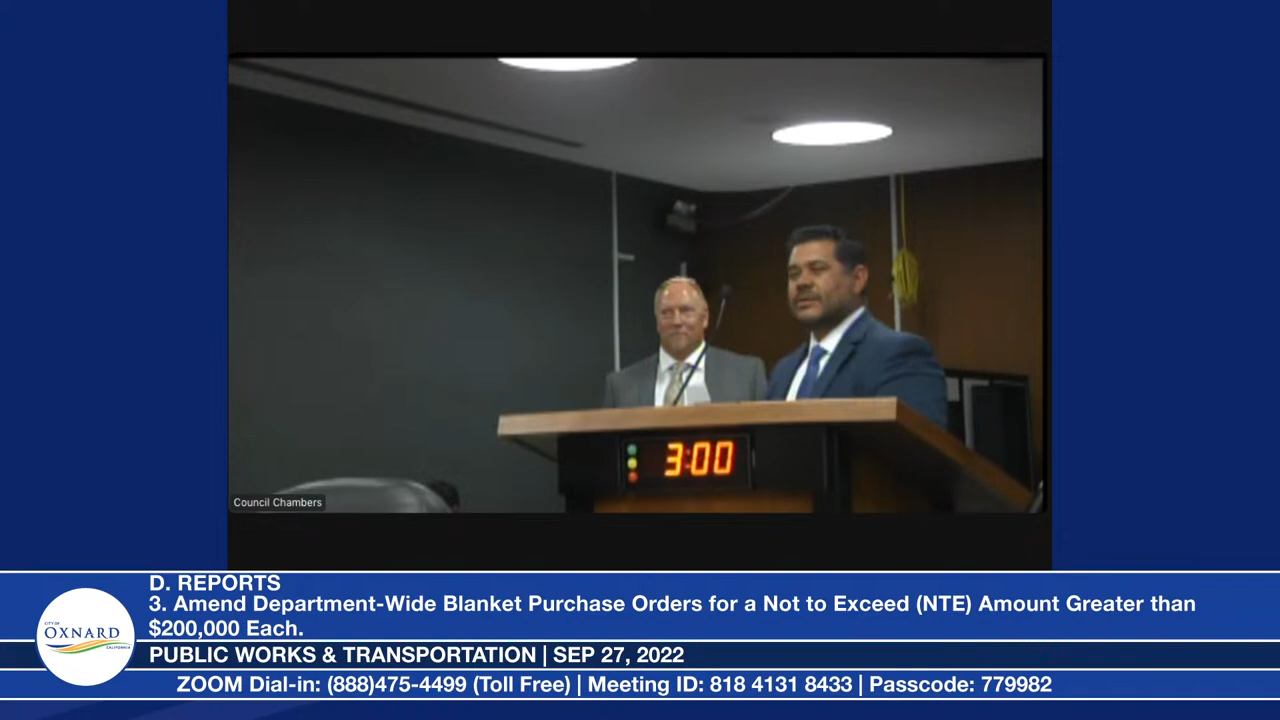 3:00
Council Chambers
D. REPORTS
3. Amend Department-Wide Blanket Purchase Orders for a Not to Exceed (NTE) Amount Greater than
$200,000 Each.
CITY OF
OXNARD
CALIFORNIA
PUBLIC WORKS & TRANSPORTATION | SEP 27, 2022
ZOOM Dial-in: (888)475-4499 (Toll Free) | Meeting ID: 818 4131 8433 | Passcode: 779982